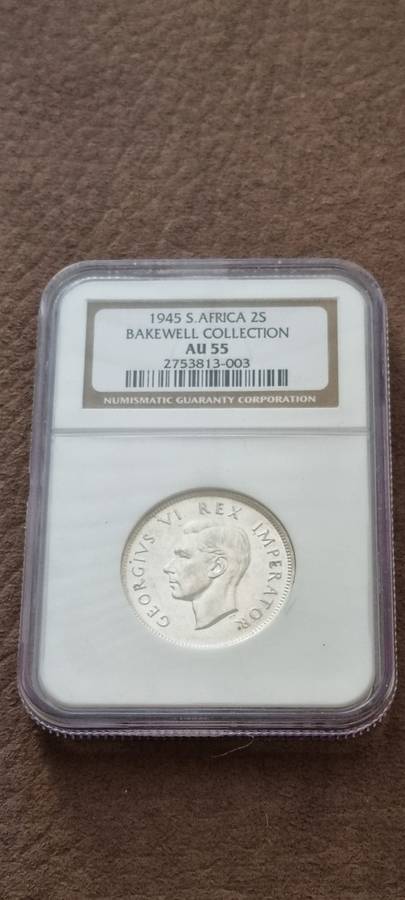 1945 S.AFRICA 2S
BAKEWELL COLLECTION
AU 55
2753813-003
NUMISMATIC GUARANTY CORPORATION
GEORGIVS VI REX IMPERATOR